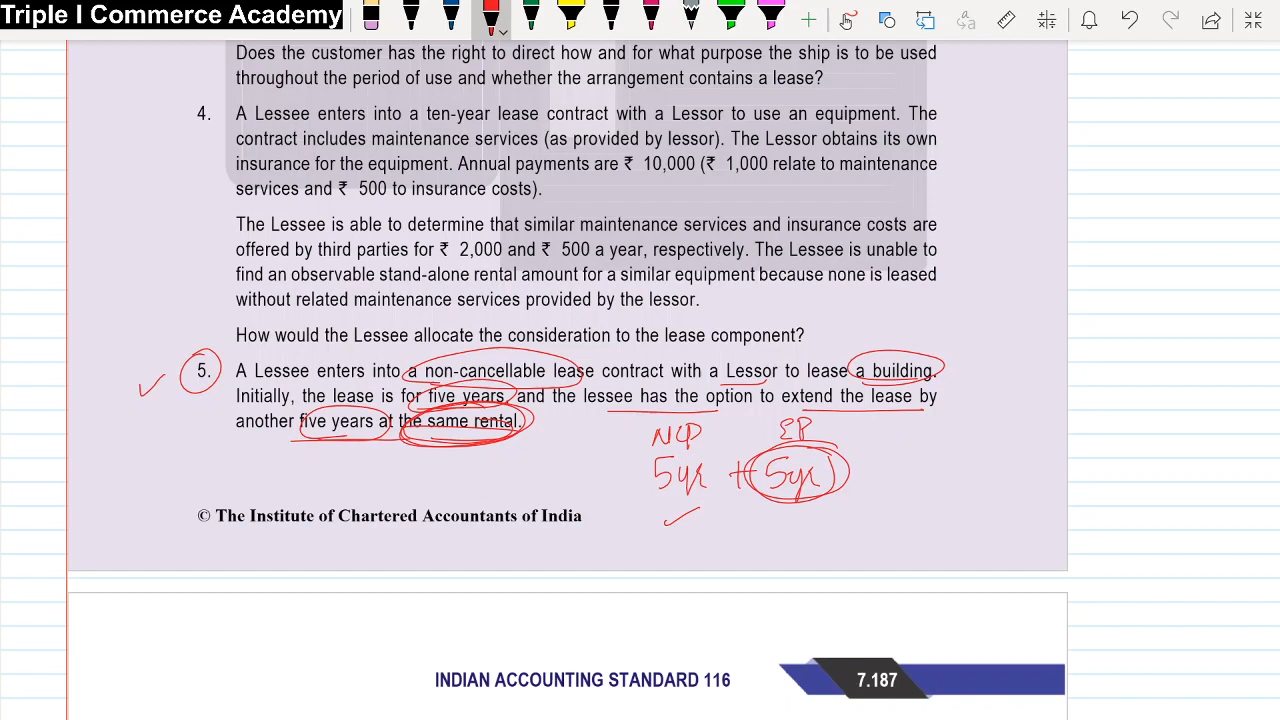 Triple I Commerce Academy
Does the customer has the right to direct how and for what purpose the ship is to be used
throughout the period of use and whether the arrangement contains a lease?
4. A Lessee enters into a ten-year lease contract with a Lessor to use an equipment. The
contract includes maintenance services (as provided by lessor). The Lessor obtains its own
insurance for the equipment. Annual payments are ₹ 10,000 (₹ 1,000 relate to maintenance
services and ₹ 500 to insurance costs).
The Lessee is able to determine that similar maintenance services and insurance costs are
offered by third parties for ₹ 2,000 and ₹ 500 a year, respectively. The Lessee is unable to
find an observable stand-alone rental amount for a similar equipment because none is leased
without related maintenance services provided by the lessor.
How would the Lessee allocate the consideration to the lease component?
5. A Lessee enters into a non-cancellable lease contract with a Lessor to lease a building.
Initially, the lease is for five years, and the lessee has the option to extend the lease by
another five years at the same rental.
NCP EP
5yr + (5yr)
© The Institute of Chartered Accountants of India
INDIAN ACCOUNTING STANDARD 116 7.187